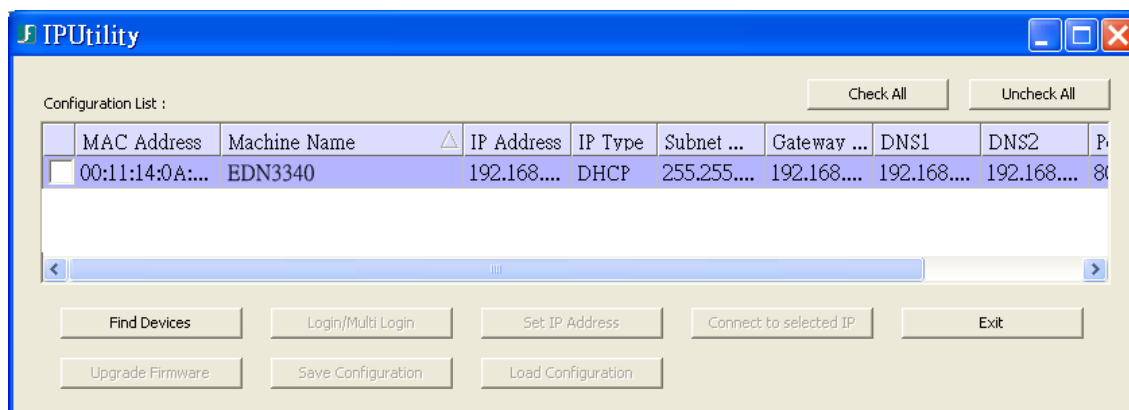 IPUtility
Check All Uncheck All
Configuration List :
MAC Address Machine Name IP Address IP Type Subnet ... Gateway ... DNS1 DNS2
00:11:14:0A:... EDN3340 192.168.... DHCP 255.255.... 192.168.... 192.168.... 192.168.... 80
Find Devices Login/Multi Login Set IP Address Connect to selected IP Exit
Upgrade Firmware Save Configuration Load Configuration